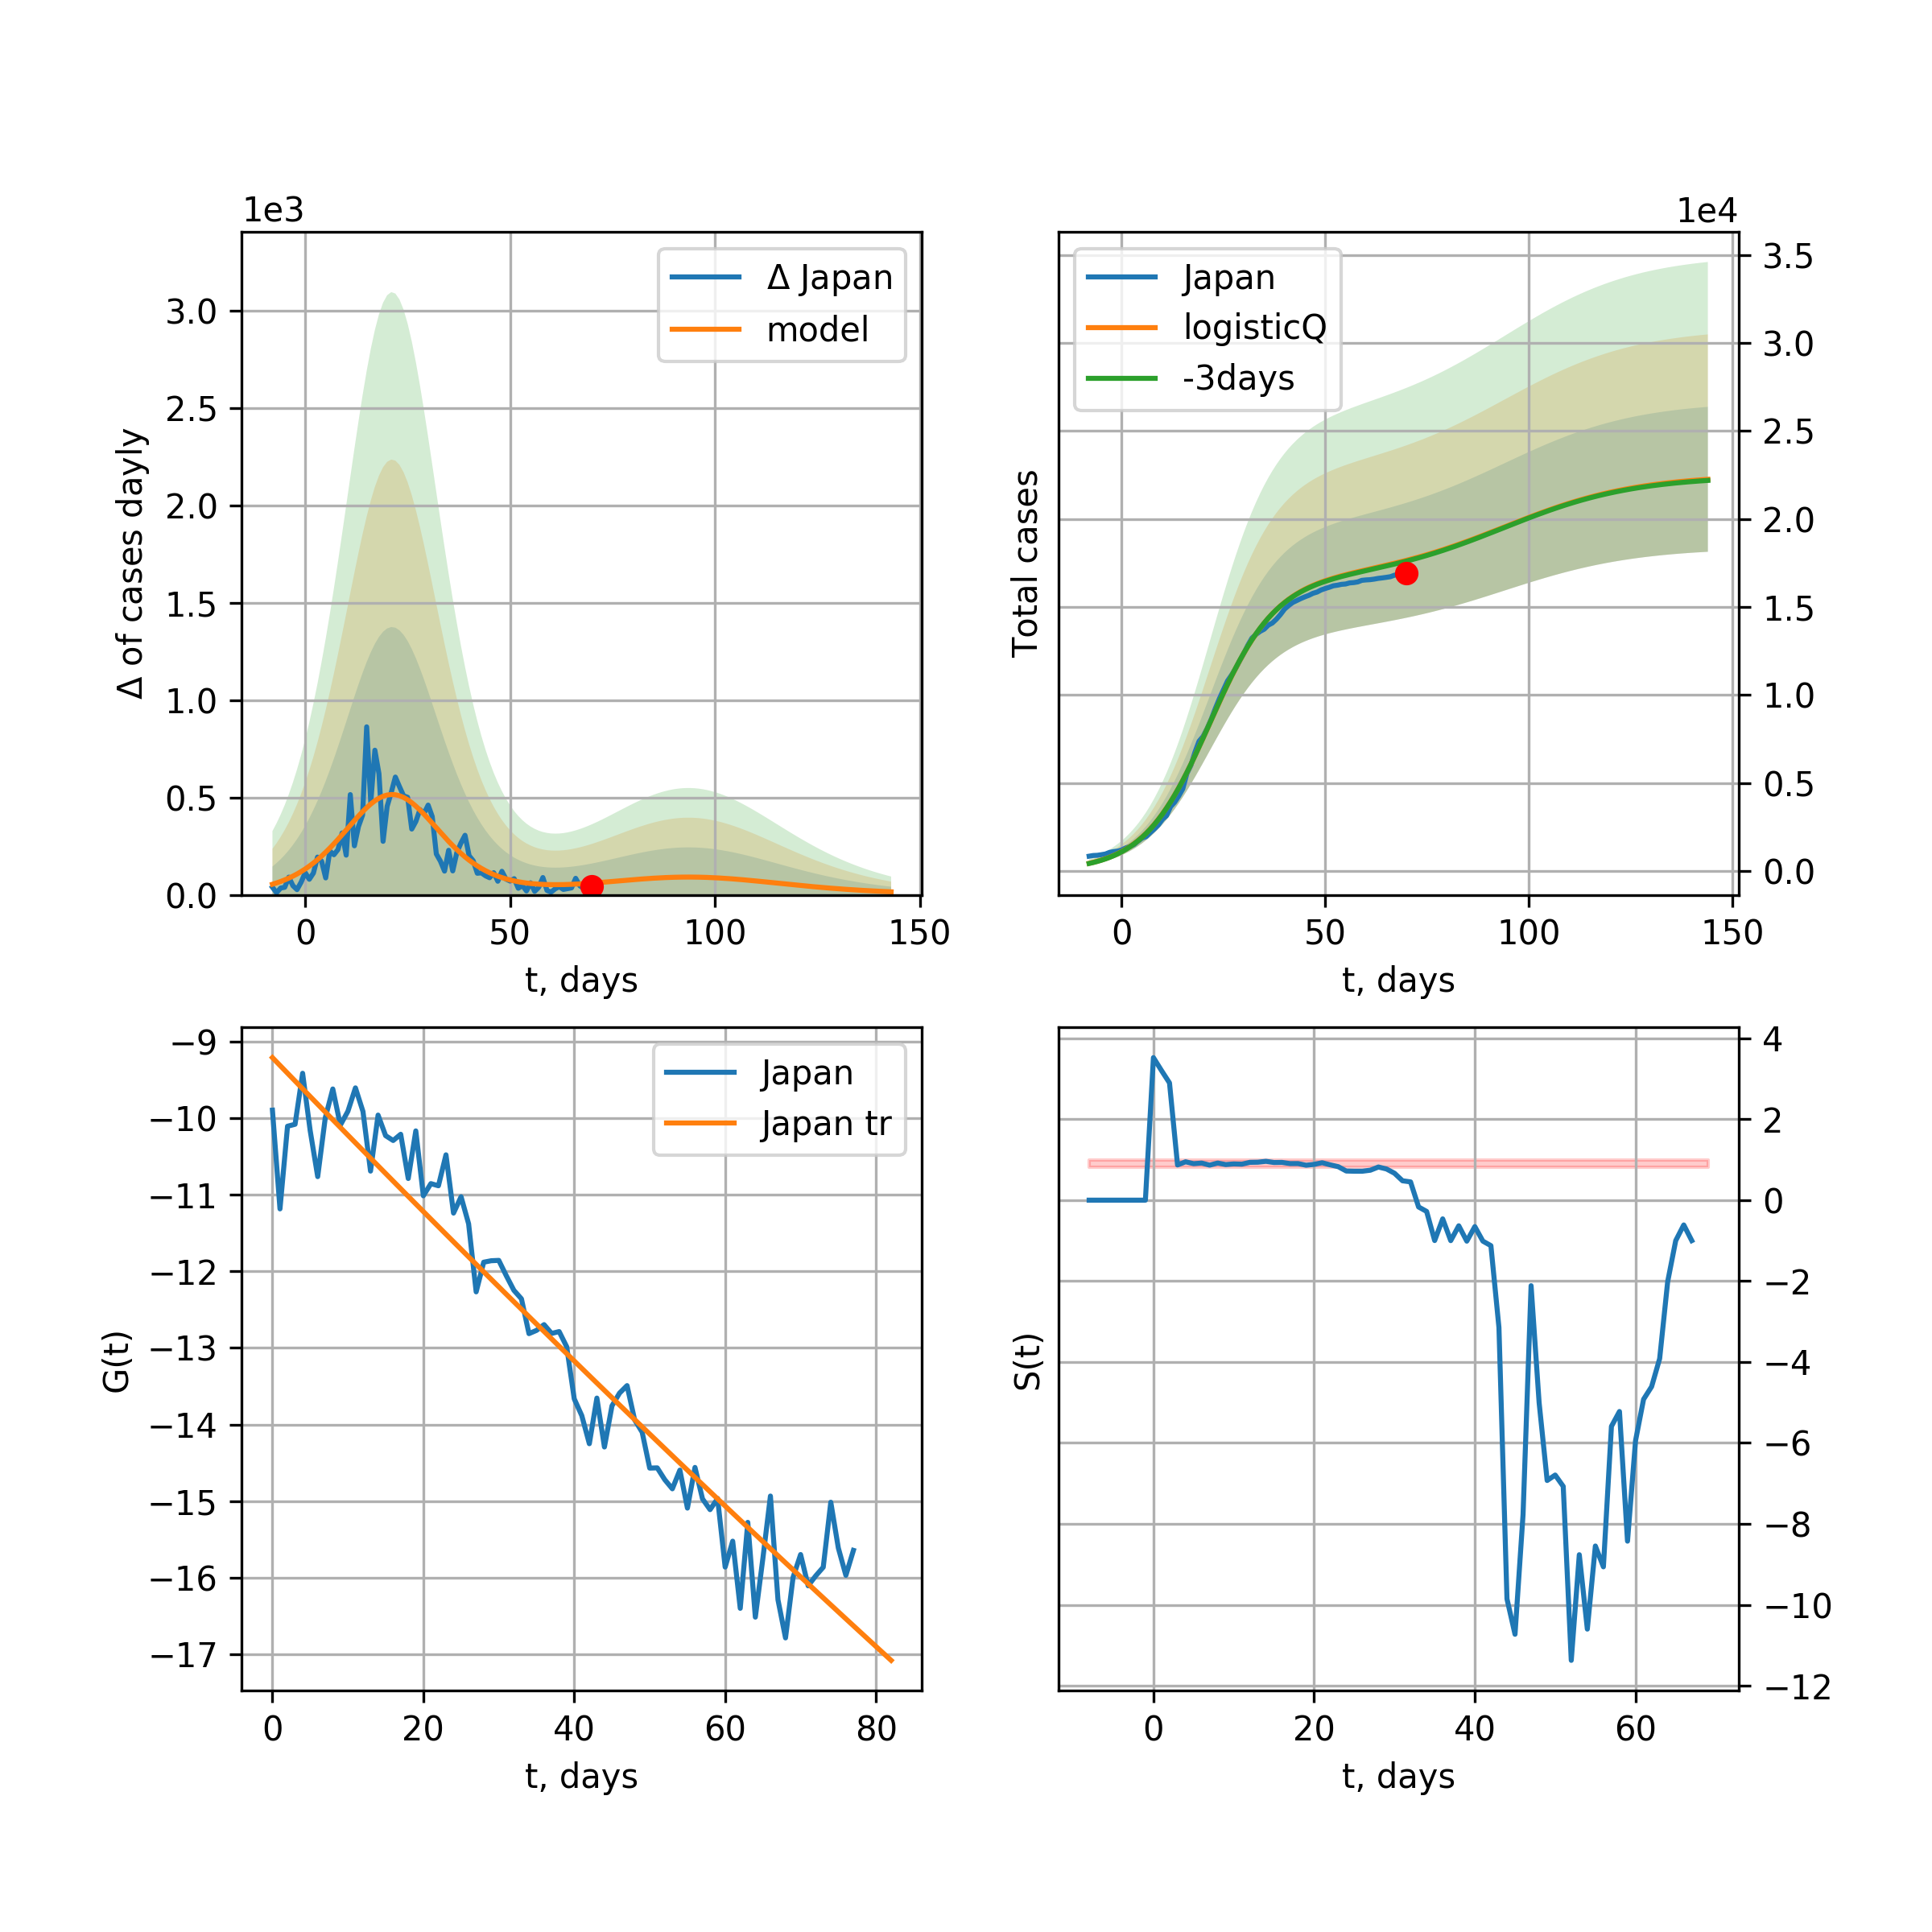 1e3
Δ of cases dayly
3.0
2.5
2.0
1.5
1.0
0.5
0.0
0 50 100 150
t, days
Δ Japan
model
1e4
Total cases
3.5
3.0
2.5
2.0
1.5
1.0
0.5
0.0
0 50 100 150
t, days
Japan
logisticQ
-3days
G(t)
−9
−10
−11
−12
−13
−14
−15
−16
−17
0 20 40 60 80
t, days
Japan
Japan tr
S(t)
4
2
0
−2
−4
−6
−8
−10
−12
0 20 40 60
t, days